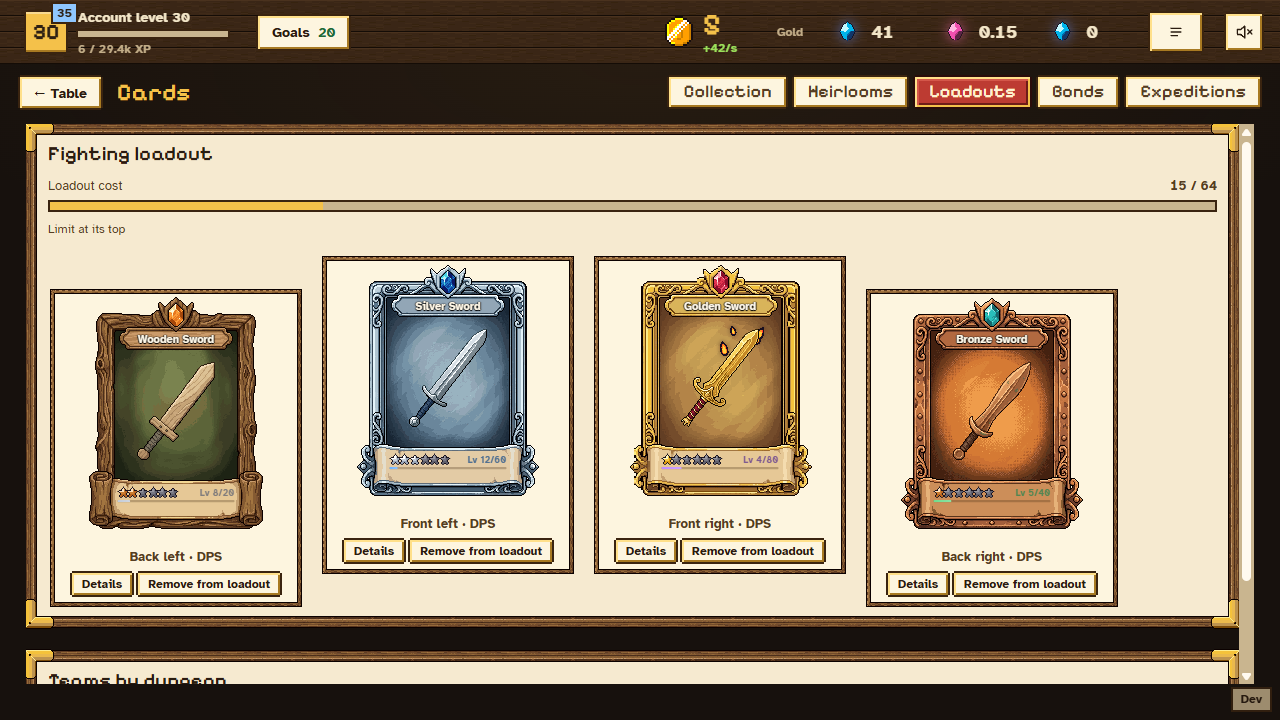 35
30
Account level 30
6 / 29.4k XP
Goals 20
8
+42/s
Gold
41
0.15
0
← Table
Cards
Collection
Heirlooms
Loadouts
Bonds
Expeditions
Fighting loadout
Loadout cost
15 / 64
Limit at its top
Wooden Sword
Lv 8/20
Back left · DPS
Details
Remove from loadout
Silver Sword
Lv 12/60
Front left · DPS
Details
Remove from loadout
Golden Sword
Lv 4/80
Front right · DPS
Details
Remove from loadout
Bronze Sword
Lv 5/40
Back right · DPS
Details
Remove from loadout
Teams by dungeon
Dev